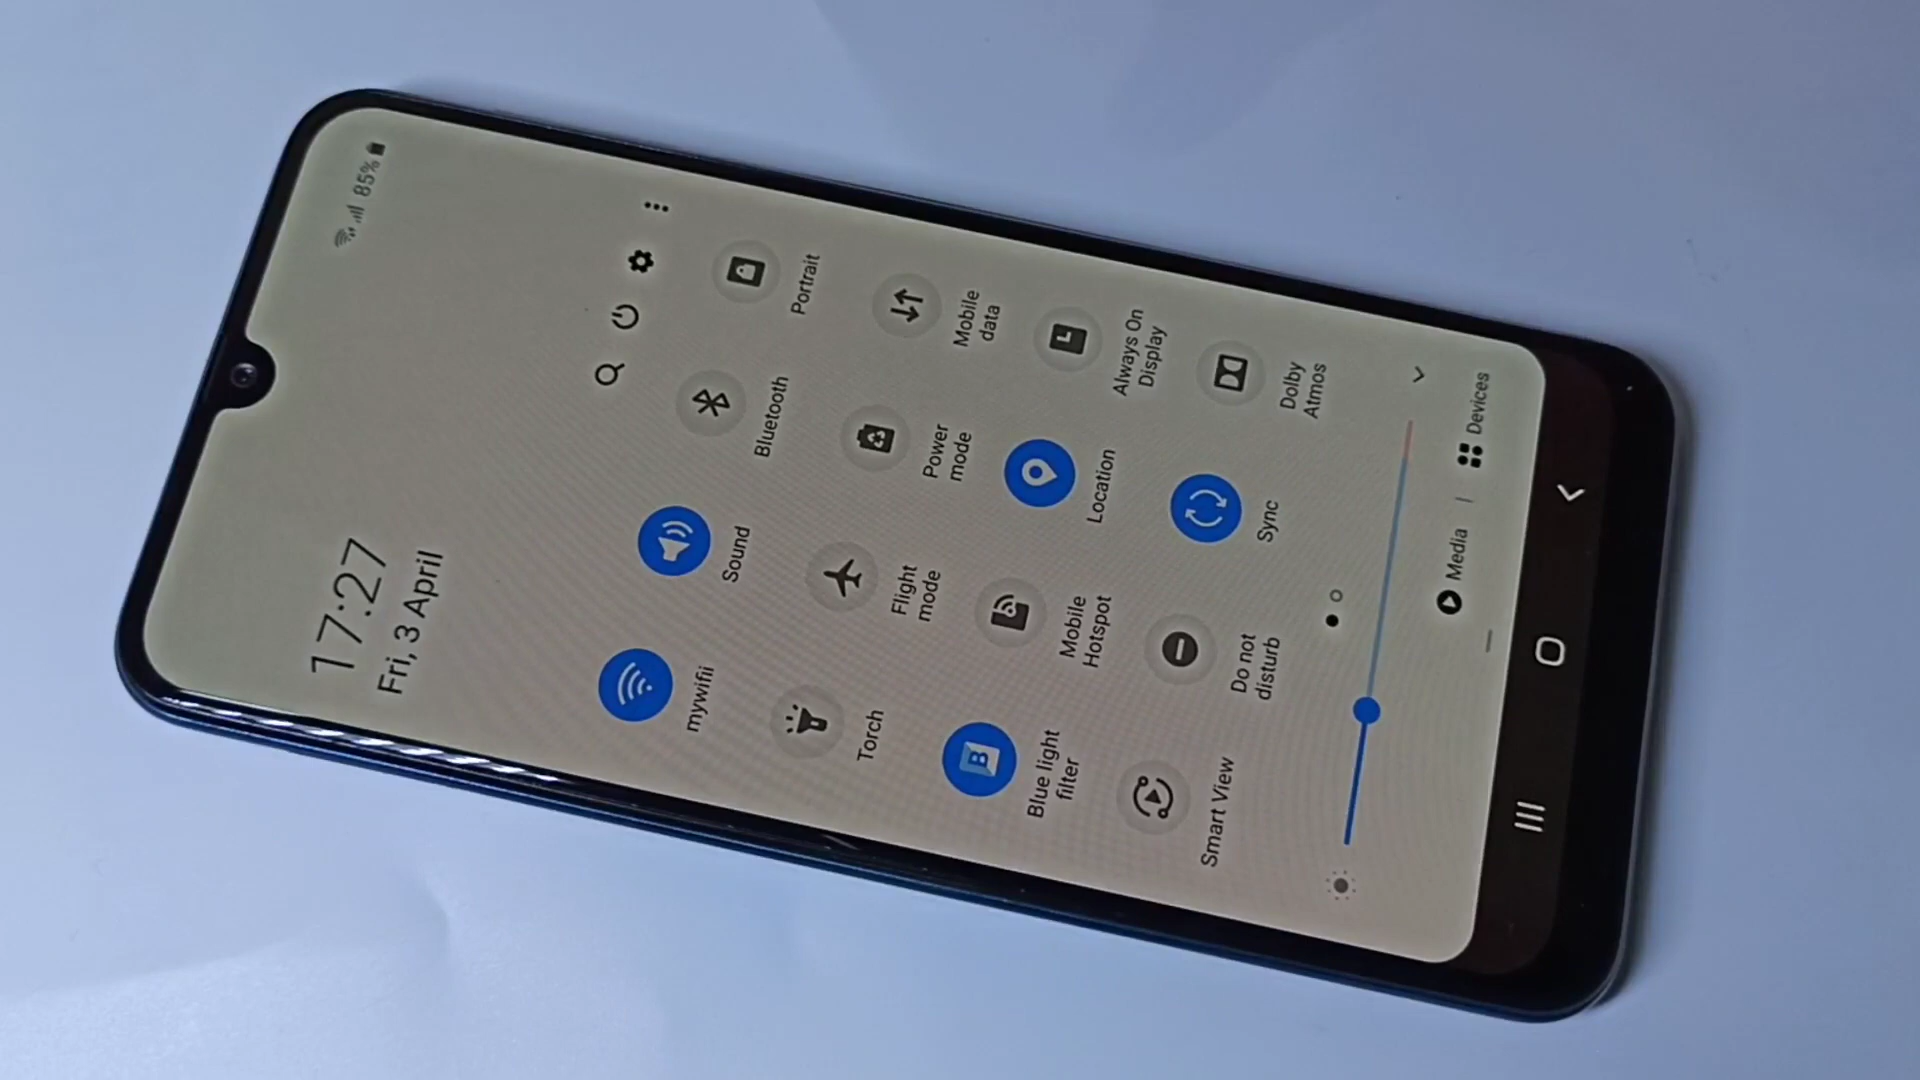 85%
17:27
Fri, 3 April
mywifii
Sound
Bluetooth
Portrait
Torch
Flight
mode
Power
mode
Mobile
data
Blue light
filter
Mobile
Hotspot
Location
Always On
Display
Smart View
Do not
disturb
Sync
Dolby
Atmos
Media | Devices